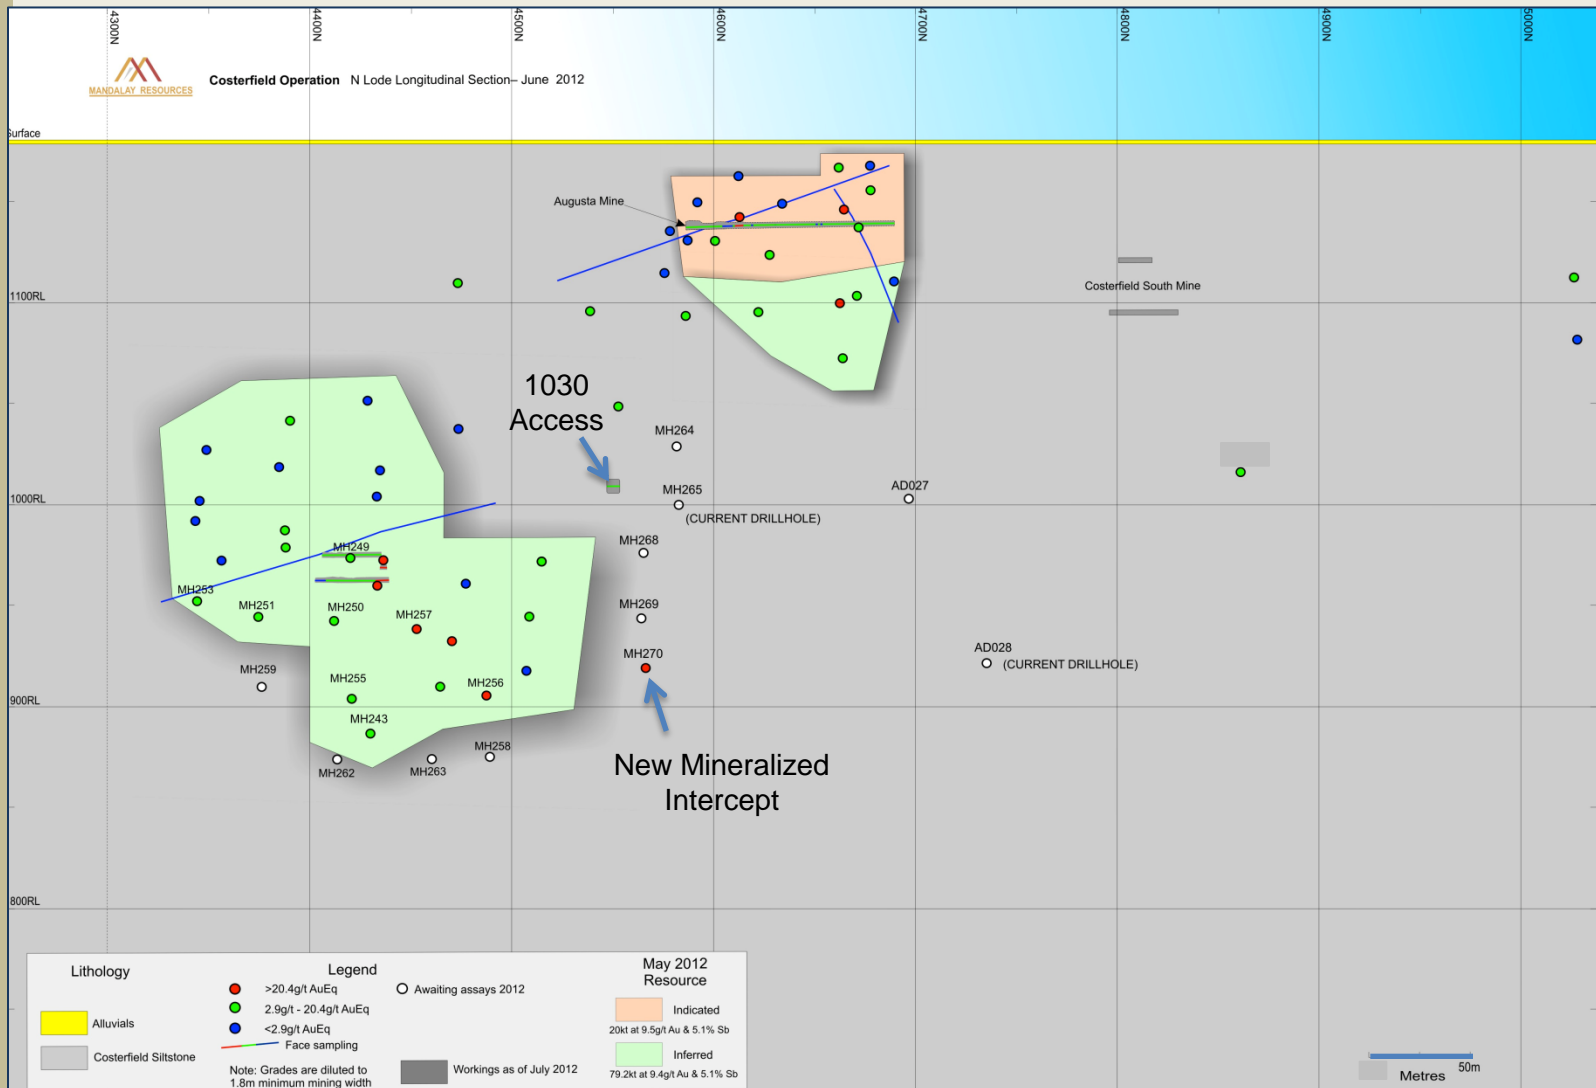 4300N
4400N
4500N
4600N
4700N
4800N
4900N
5000N
MANDALAY RESOURCES
Costerfield Operation N Lode Longitudinal Section– June 2012
Surface
Augusta Mine
1100RL
Costerfield South Mine
1030
Access
MH264
MH265
(CURRENT DRILLHOLE)
AD027
1000RL
MH268
MH249
MH253
MH251
MH250
MH257
MH269
MH270
AD028
(CURRENT DRILLHOLE)
MH259
MH255
MH256
900RL
MH243
MH258
MH262
MH263
New Mineralized
Intercept
800RL
Lithology
Alluvials
Costerfield Siltstone
Legend
>20.4g/t AuEq
2.9g/t - 20.4g/t AuEq
<2.9g/t AuEq
Face sampling
Note: Grades are diluted to
1.8m minimum mining width
Awaiting assays 2012
Workings as of July 2012
May 2012
Resource
Indicated
20kt at 9.5g/t Au & 5.1% Sb
Inferred
79.2kt at 9.4g/t Au & 5.1% Sb
50m
Metres